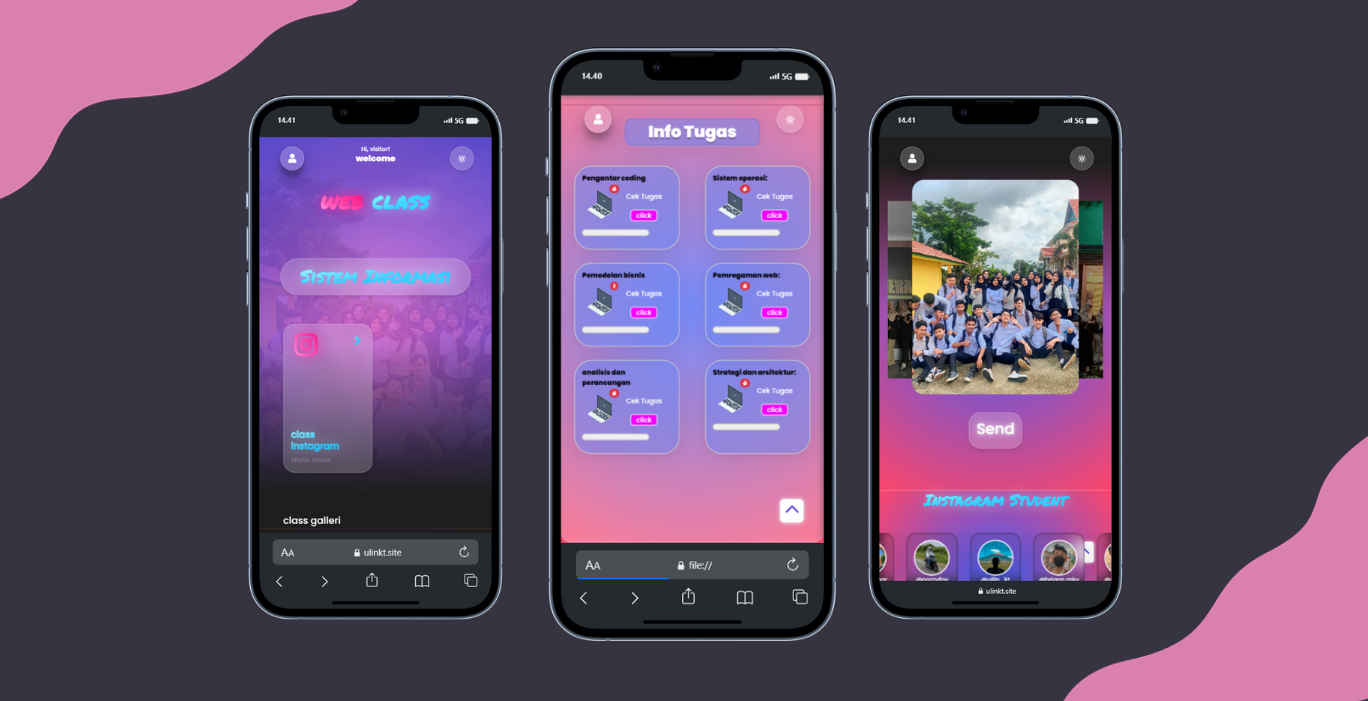 14.41
5G
Hi, visitor!
welcome
WEB CLASS
Sistem Informasi
class
Instagram
show more
class galleri
AA
ulinkt.site
14.40
5G
Info Tugas
Pengantar coding
Cek Tugas
click
Sistem operasi:
Cek Tugas
click
Pemodelan bisnis
Cek Tugas
click
Pemrogaman web:
Cek Tugas
click
analisis dan
perancangan
Cek Tugas
click
Strategi dan arsitektur:
Cek Tugas
click
AA
file://
14.41
5G
Send
Instagram Student
ulinkt.site